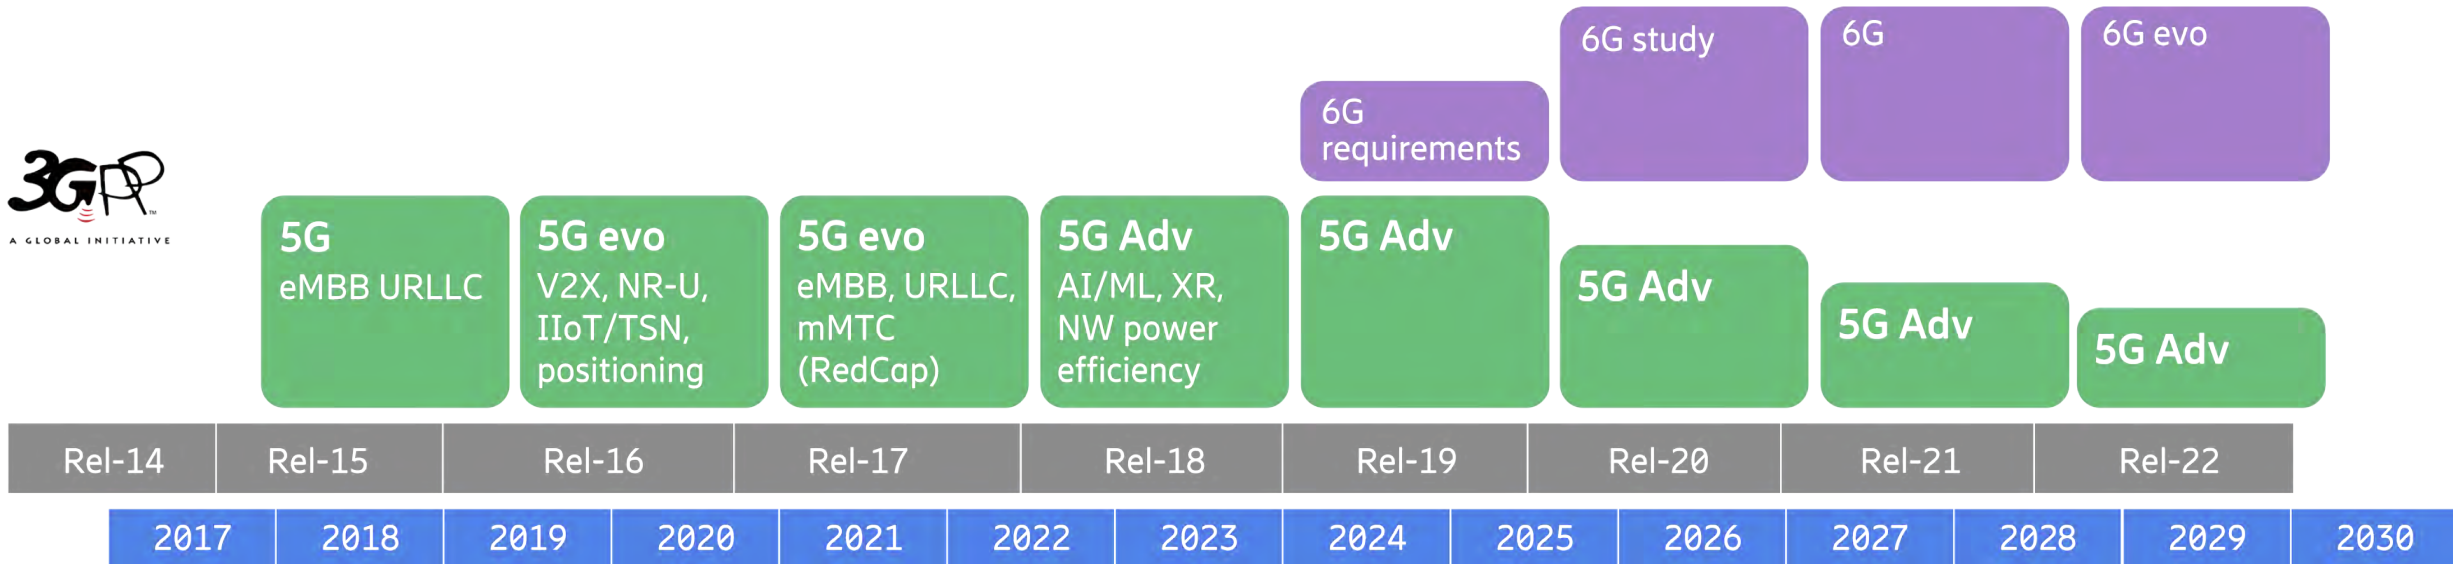 6G study
6G
6G evo
6G
requirements
3GPP
TM
A GLOBAL INITIATIVE
5G
eMBB URLLC
5G evo
V2X, NR-U,
IIoT/TSN,
positioning
5G evo
eMBB, URLLC,
mMTC
(RedCap)
5G Adv
AI/ML, XR,
NW power
efficiency
5G Adv
5G Adv
5G Adv
5G Adv
Rel-14 Rel-15 Rel-16 Rel-17 Rel-18 Rel-19 Rel-20 Rel-21 Rel-22
2017 2018 2019 2020 2021 2022 2023 2024 2025 2026 2027 2028 2029 2030